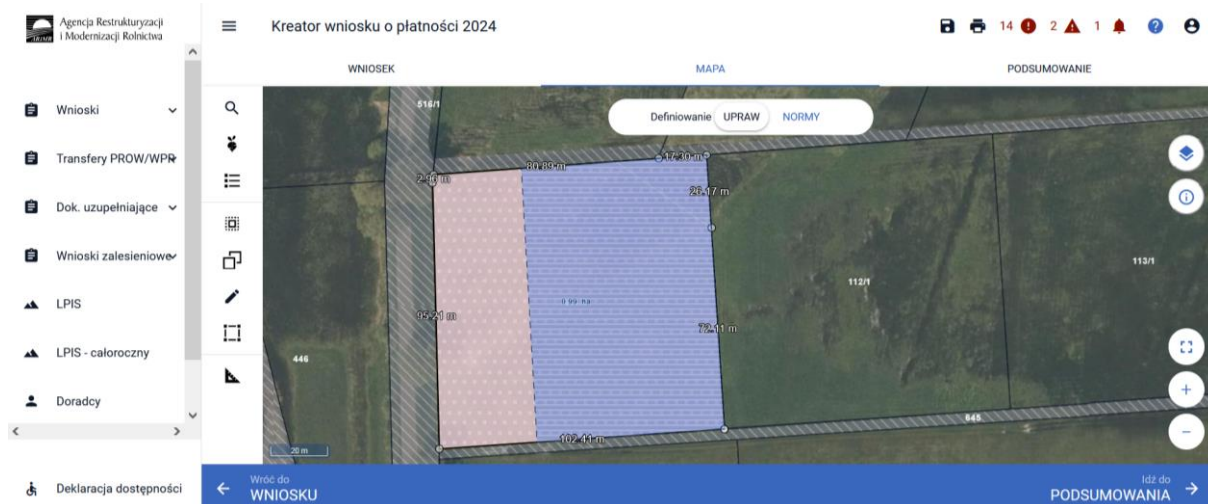 Agencja Restrukturyzacji
i Modernizacji Rolnictwa
ARiMR
Kreator wniosku o płatności 2024
14
2
1
WNIOSEK
MAPA
PODSUMOWANIE
Wnioski
Transfery PROW/WPR
Dok. uzupełniające
Wnioski zalesieniowe
LPIS
LPIS - całoroczny
Doradcy
Deklaracja dostępności
Definiowanie UPRAW NORMY
516/1
80.89 m
17.30 m
2.96 m
26.17 m
113/1
112/1
0.99 ha
95.21 m
72.11 m
446
645
102.41 m
20 m
Wróć do
WNIOSKU
Idź do
PODSUMOWANIA